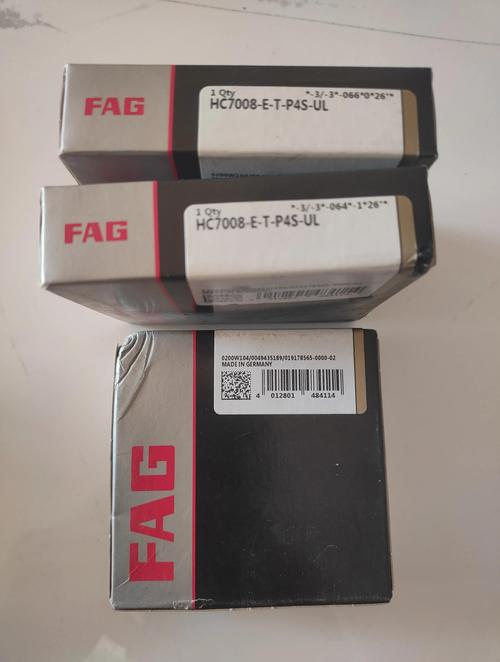 FAG
1 Qty
*-3/-3*-066*0*26**
HC7008-E-T-P4S-UL
FAG
1 Qty
*-3/-3*-064*-1*26**
HC7008-E-T-P4S-UL
0200W104/0049435189/019178565-0000-02
MADE IN GERMANY
4 012801 484114
FAG